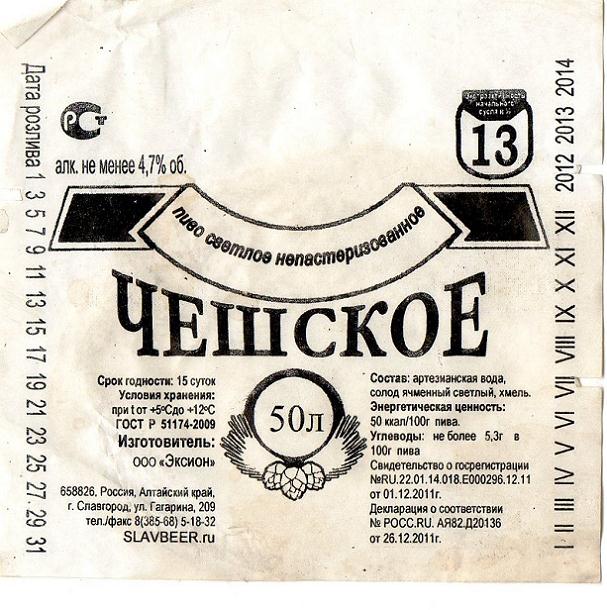 Дата розлива 1 3 5 7 9 11 13 15 17 19 21 23 25 27 29 31
РСТ
алк. не менее 4,7% об.
экстрактивность
начального
сусла в %
13
пиво светлое непастеризованное
ЧЕШСКОЕ
Срок годности: 15 суток
Условия хранения:
при t от +5ºС до +12ºС
ГОСТ Р 51174-2009
Изготовитель:
ООО «Эксион»
658826, Россия, Алтайский край,
г. Славгород, ул. Гагарина, 209
тел./факс 8(385-68) 5-18-32
SLAVBEER.ru
50л
Состав: артезианская вода,
солод ячменный светлый, хмель.
Энергетическая ценность:
50 ккал/100г пива.
Углеводы: не более 5,3г в
100г пива
Свидетельство о госрегистрации
№RU.22.01.14.018.Е000296.12.11
от 01.12.2011г.
Декларация о соответствии
№ РОСС.RU. АЯ82.Д20136
от 26.12.2011г.
I II III IV V VI VII VIII IX X XI XII 2012 2013 2014